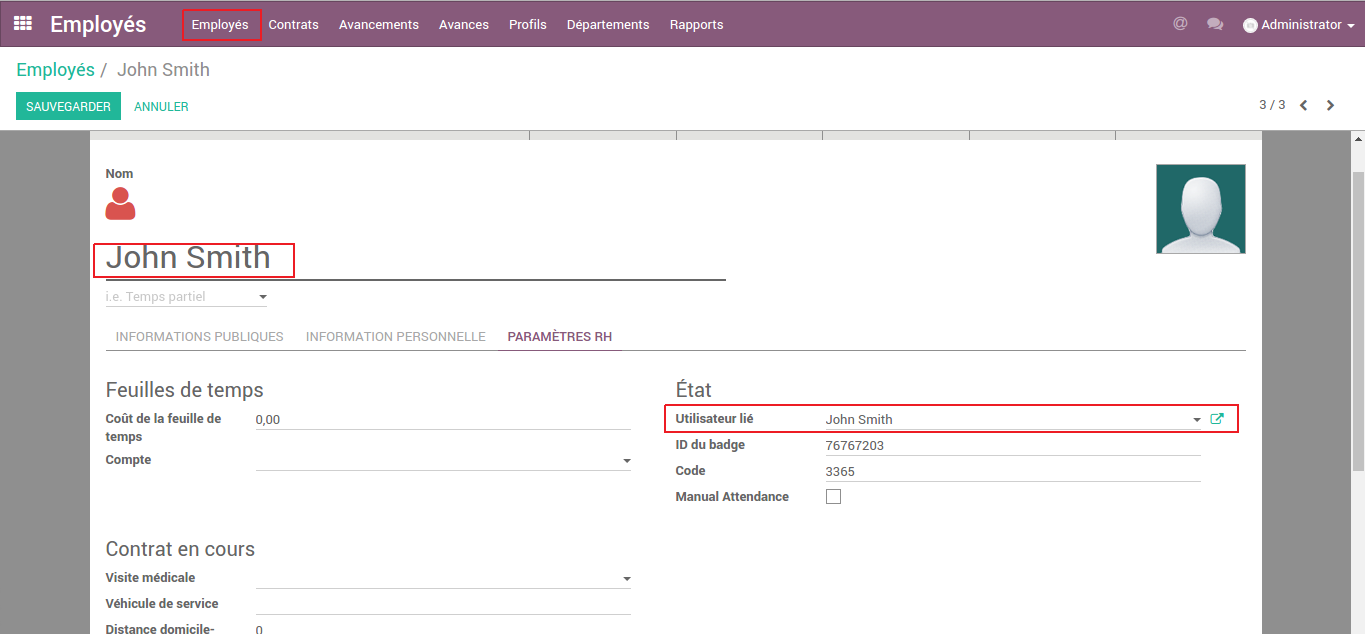 Employés Employés Contrats Avancements Avances Profils Départements Rapports @ Administrator
Employés / John Smith
SAUVEGARDER ANNULER 3 / 3
Nom
John Smith
i.e. Temps partiel
INFORMATIONS PUBLIQUES INFORMATION PERSONNELLE PARAMÈTRES RH
Feuilles de temps
Coût de la feuille de temps 0,00
Compte
État
Utilisateur lié John Smith
ID du badge 76767203
Code 3365
Manual Attendance
Contrat en cours
Visite médicale
Véhicule de service
Distance domicile- 0